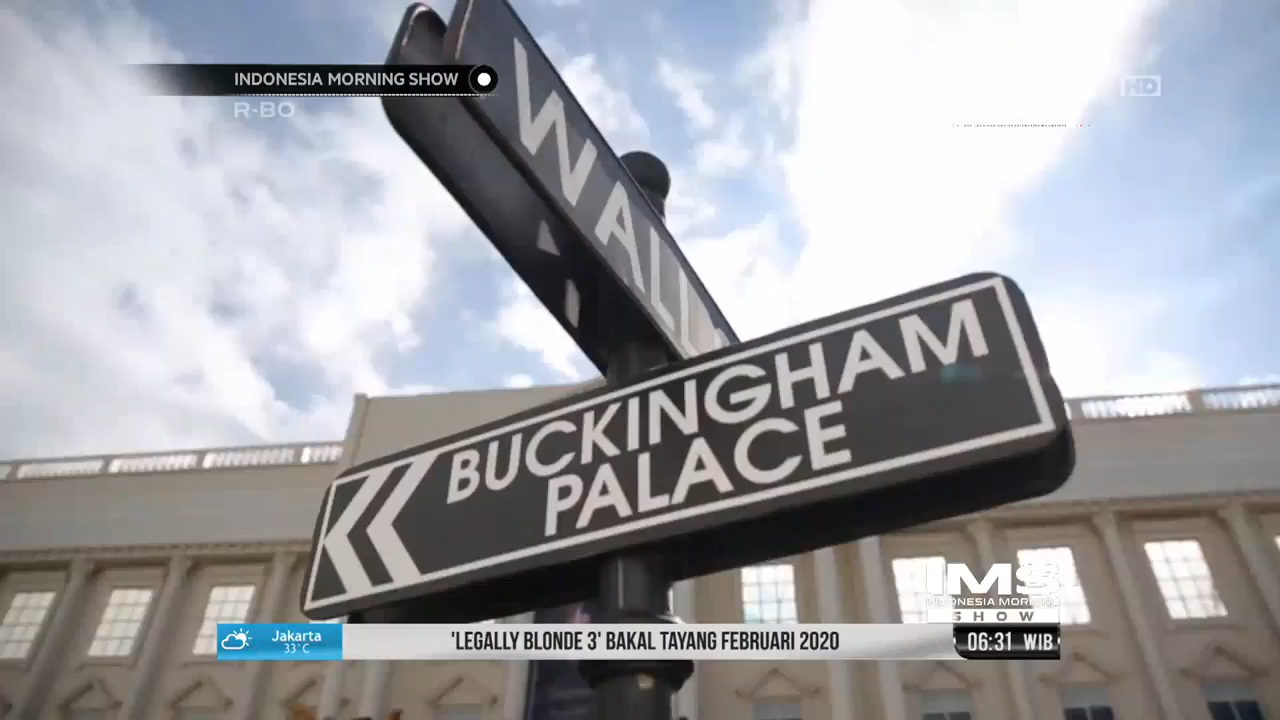 INDONESIA MORNING SHOW
R-BO
HD
WALL
BUCKINGHAM
PALACE
IMS
INDONESIA MORNING
SHOW
Jakarta
33°C
'LEGALLY BLONDE 3' BAKAL TAYANG FEBRUARI 2020
06:31 WIB